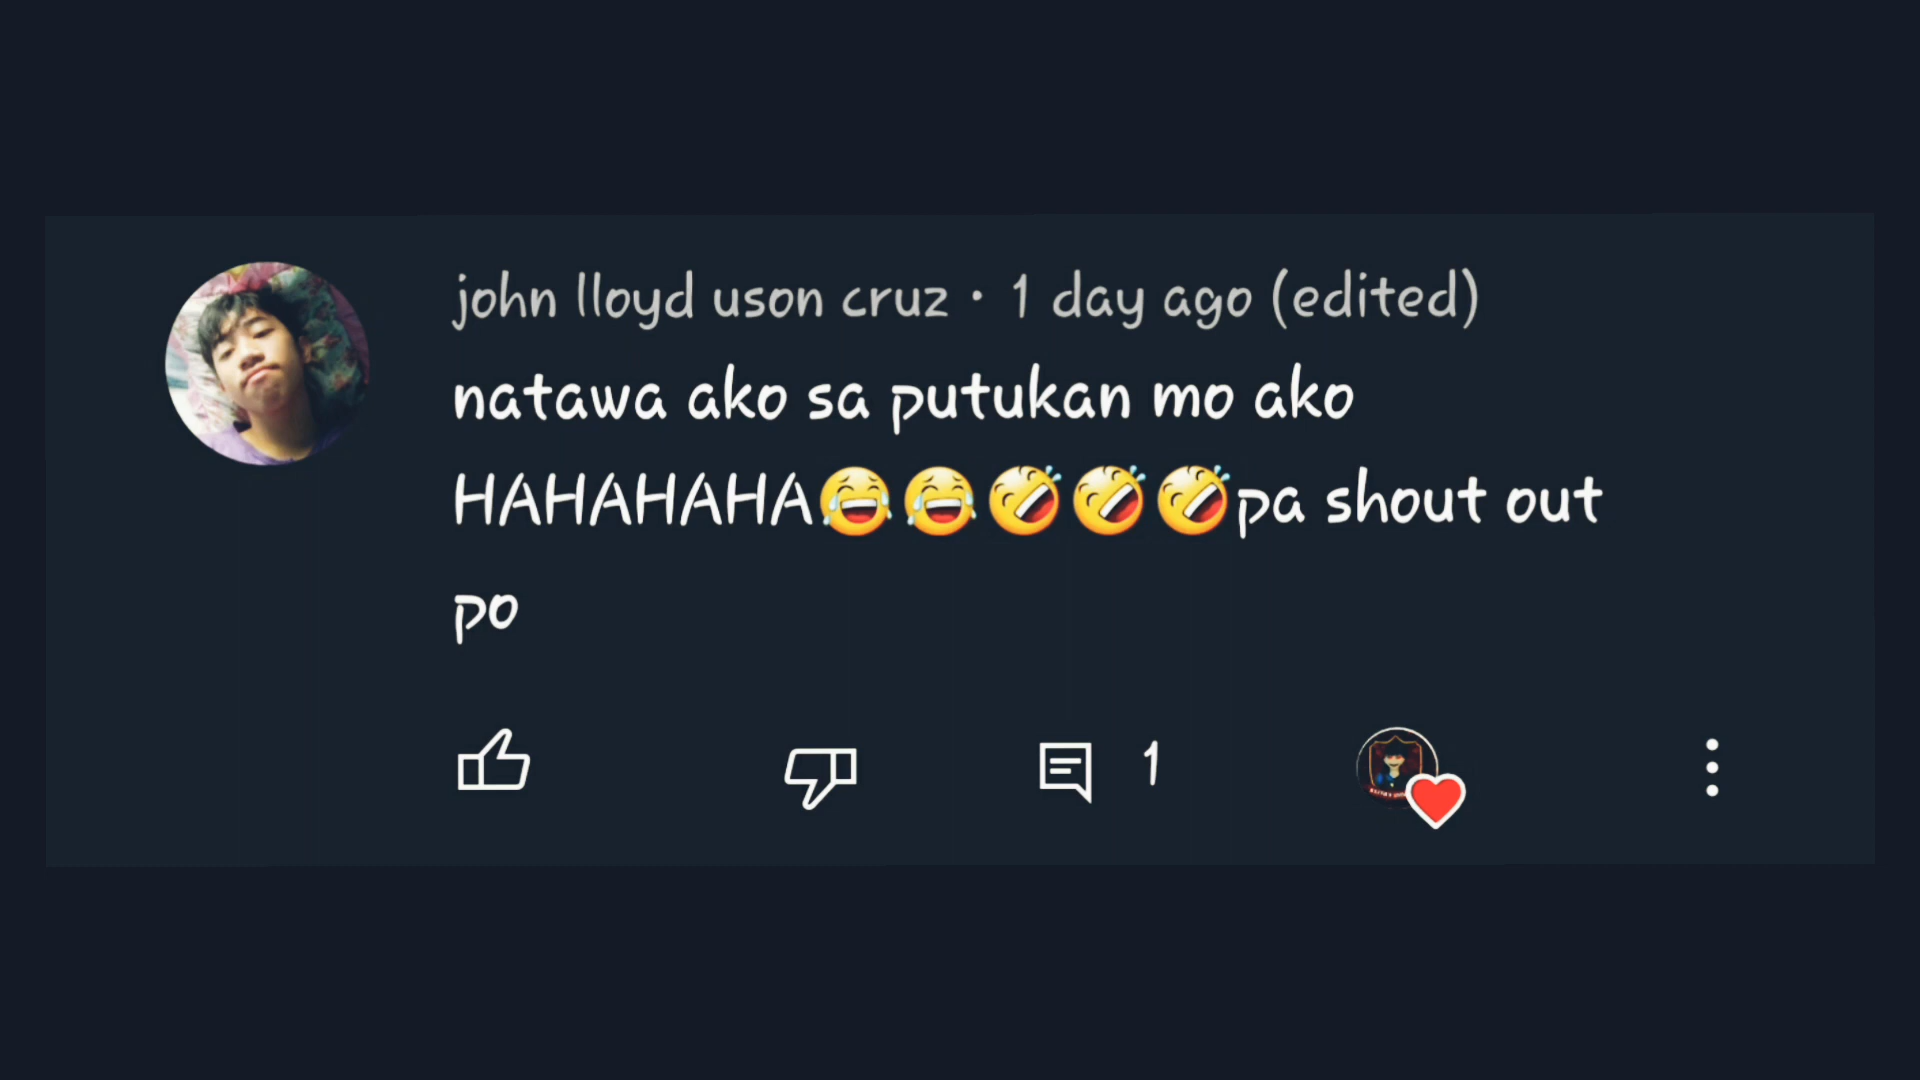 john lloyd uson cruz • 1 day ago (edited)
natawa ako sa putukan mo ako
HAHAHAHA😂😂🤣🤣🤣pa shout out
po
1